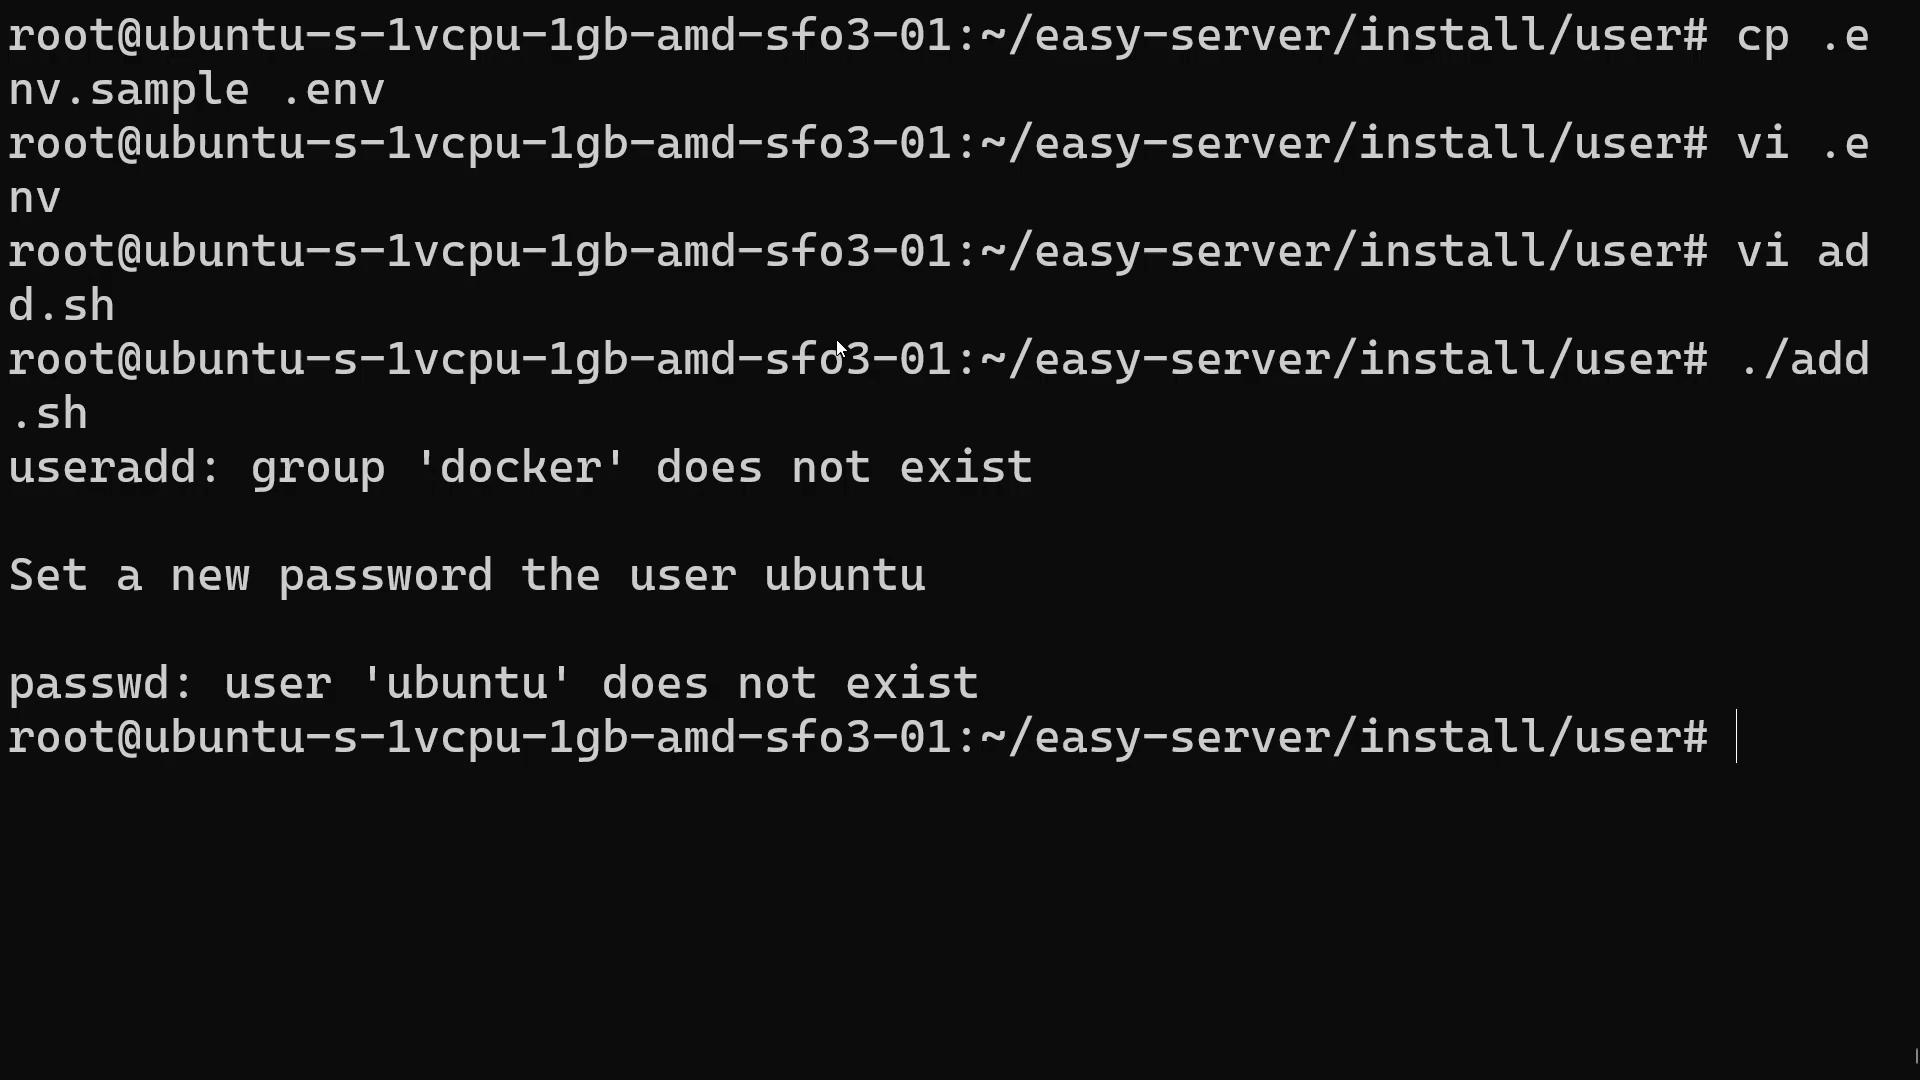 root@ubuntu-s-1vcpu-1gb-amd-sfo3-01:~/easy-server/install/user# cp .e
nv.sample .env
root@ubuntu-s-1vcpu-1gb-amd-sfo3-01:~/easy-server/install/user# vi .e
nv
root@ubuntu-s-1vcpu-1gb-amd-sfo3-01:~/easy-server/install/user# vi ad
d.sh
root@ubuntu-s-1vcpu-1gb-amd-sfo3-01:~/easy-server/install/user# ./add
.sh
useradd: group 'docker' does not exist
Set a new password the user ubuntu
passwd: user 'ubuntu' does not exist
root@ubuntu-s-1vcpu-1gb-amd-sfo3-01:~/easy-server/install/user#